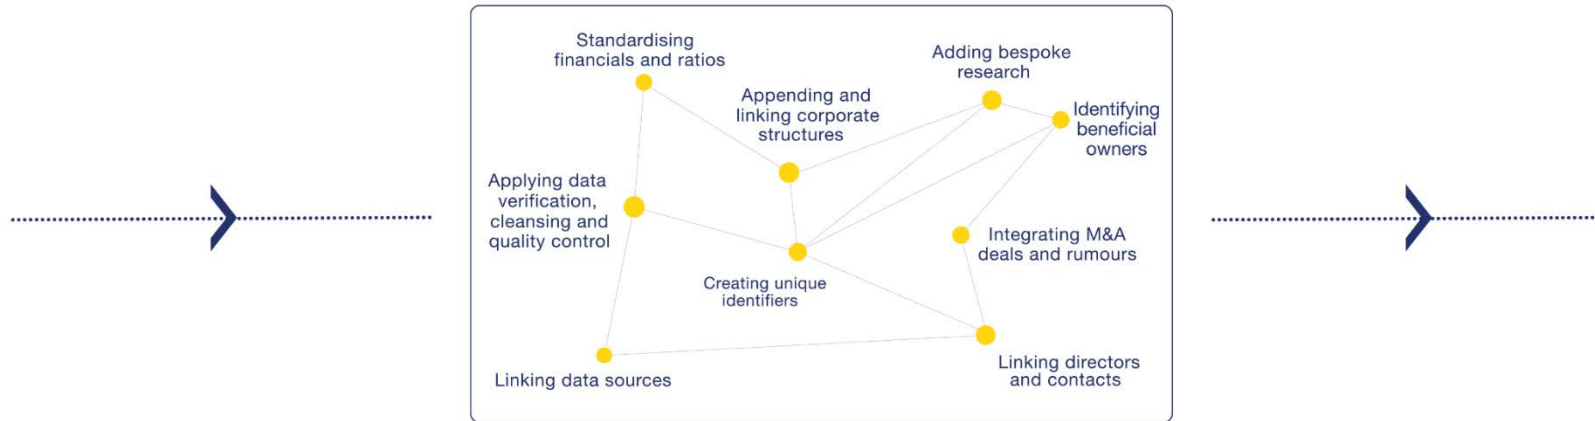 Standardising
financials and ratios
Adding bespoke
research
Appending and
linking corporate
structures
Identifying
beneficial
owners
Applying data
verification,
cleansing and
quality control
Integrating M&A
deals and rumours
Creating unique
identifiers
Linking directors
and contacts
Linking data sources